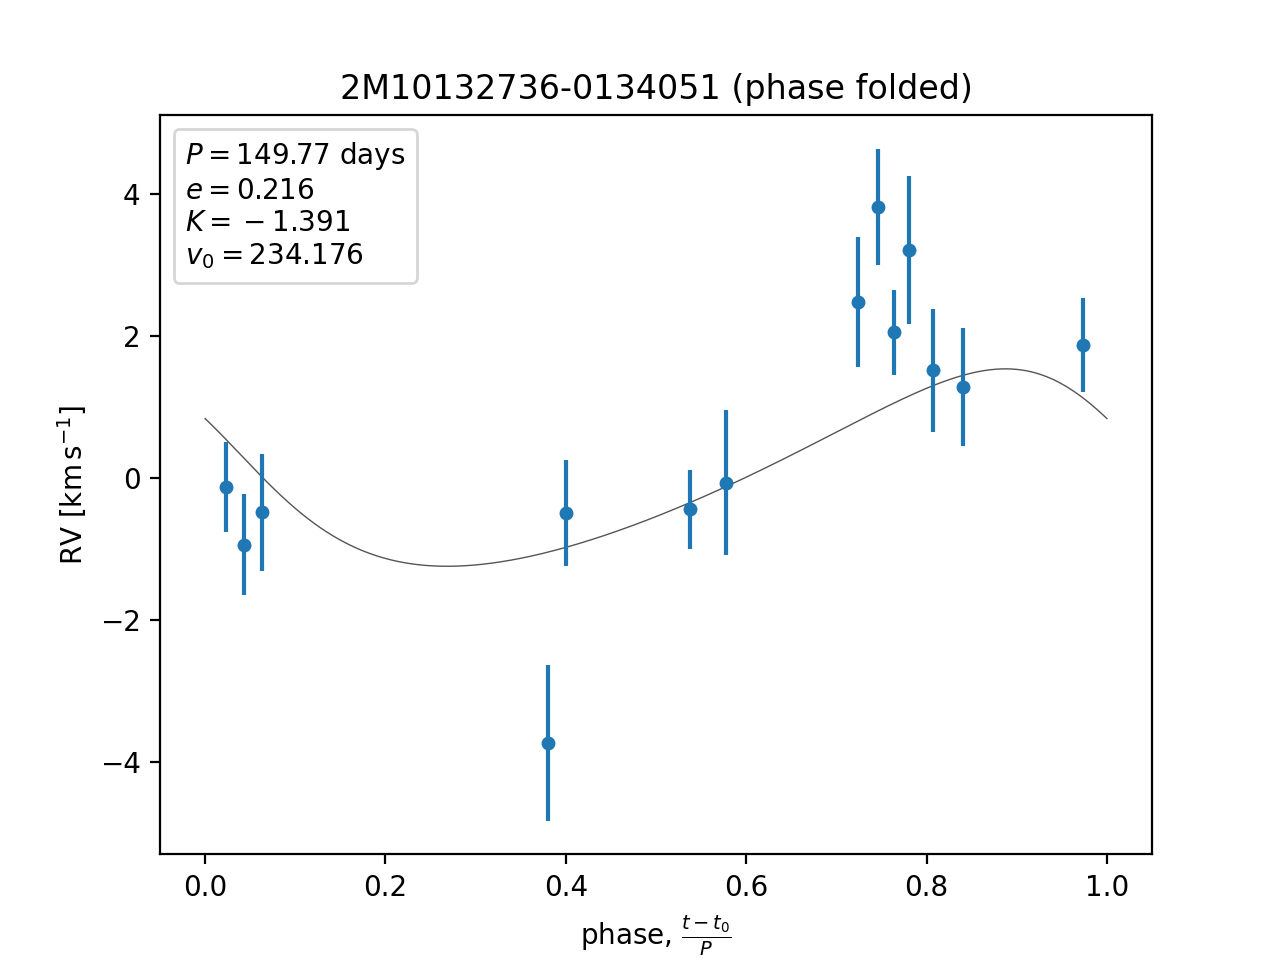 2M10132736-0134051 (phase folded)
P = 149.77 days
e = 0.216
K = −1.391
v₀ = 234.176
4
2
0
−2
−4
RV [km s⁻¹]
0.0 0.2 0.4 0.6 0.8 1.0
phase, (t − t₀)/P